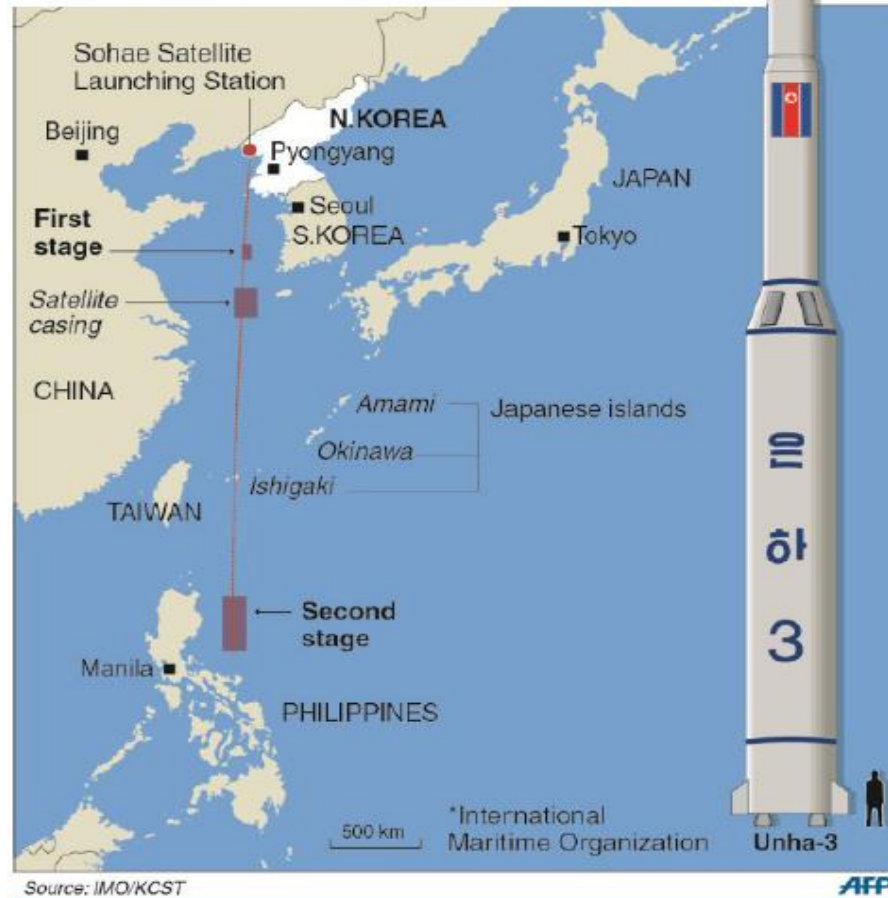 Sohae Satellite
Launching Station
N.KOREA
Beijing
Pyongyang
JAPAN
First
stage
Seoul
S.KOREA
Tokyo
Satellite
casing
CHINA
Amami
Japanese islands
Okinawa
Ishigaki
TAIWAN
Second
stage
Manila
PHILIPPINES
500 km
*International
Maritime Organization
은
하
3
Unha-3
Source: IMO/KCST
AFP